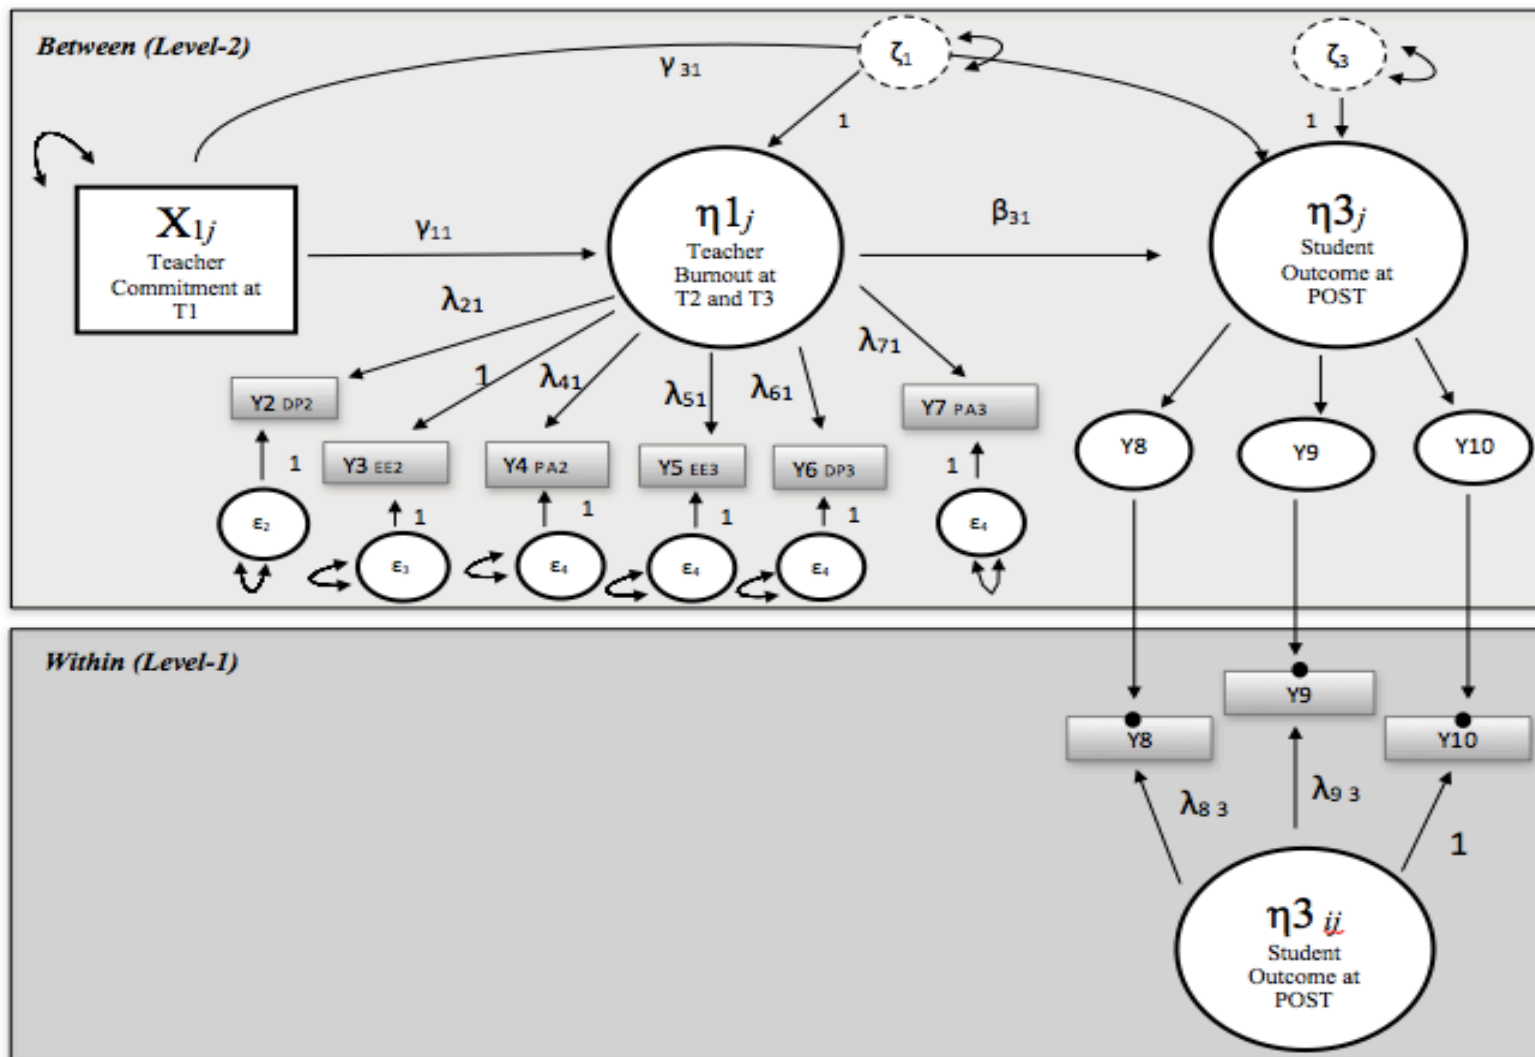 Between (Level-2)
ζ1
ζ3
γ 31
1
1
X1j
Teacher
Commitment at
T1
γ11
η1j
Teacher
Burnout at
T2 and T3
β31
η3j
Student
Outcome at
POST
λ21
1
λ41
λ51
λ61
λ71
Y2 DP2
Y3 EE2
Y4 PA2
Y5 EE3
Y6 DP3
Y7 PA3
Y8
Y9
Y10
1
1
1
1
1
1
ε2
ε3
ε4
ε4
ε4
ε4
Within (Level-1)
Y9
Y8
Y10
λ8 3
λ9 3
1
η3 ij
Student
Outcome at
POST